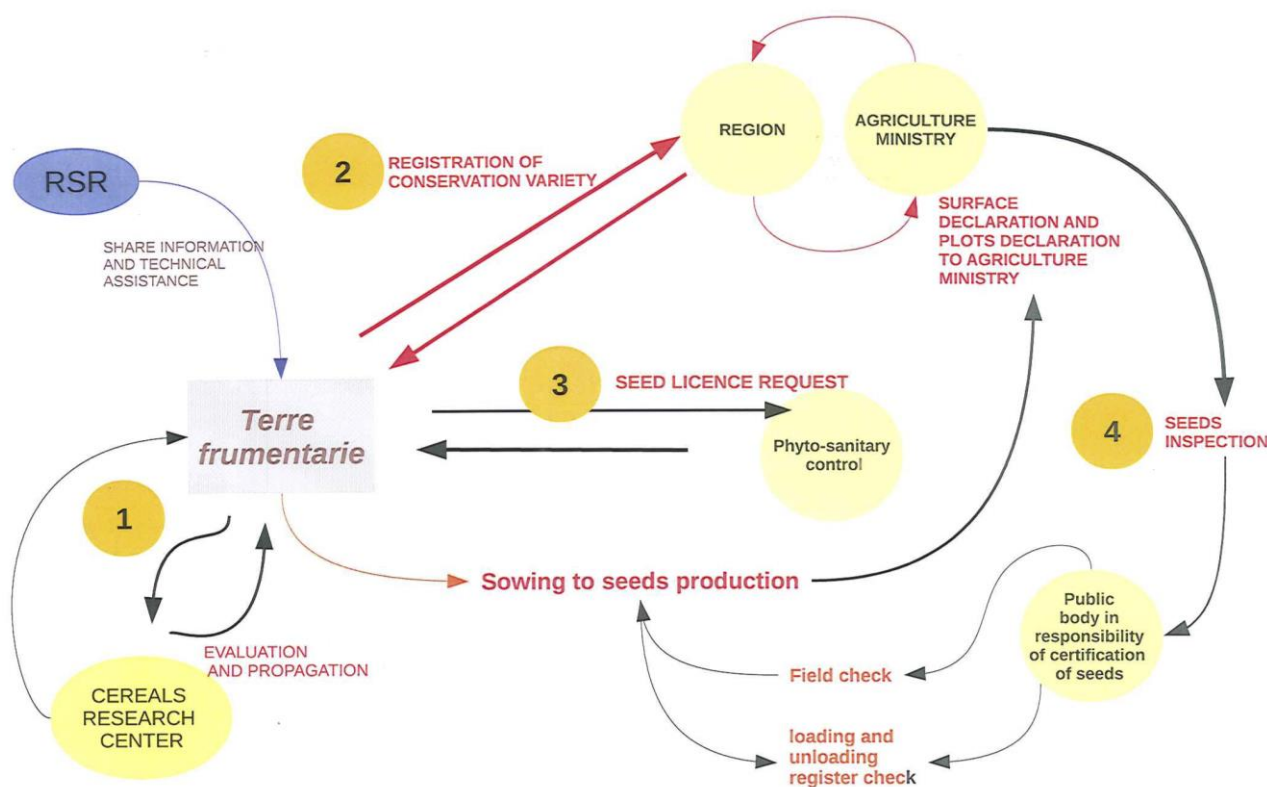 RSR
SHARE INFORMATION
AND TECHNICAL
ASSISTANCE
2
REGISTRATION OF
CONSERVATION VARIETY
REGION
AGRICULTURE
MINISTRY
SURFACE
DECLARATION AND
PLOTS DECLARATION
TO AGRICULTURE
MINISTRY
Terre
frumentarie
3
SEED LICENCE REQUEST
Phyto-sanitary
control
4
SEEDS
INSPECTION
1
EVALUATION
AND PROPAGATION
CEREALS
RESEARCH
CENTER
Sowing to seeds production
Public
body in
responsibility
of certification
of seeds
Field check
loading and
unloading
register check